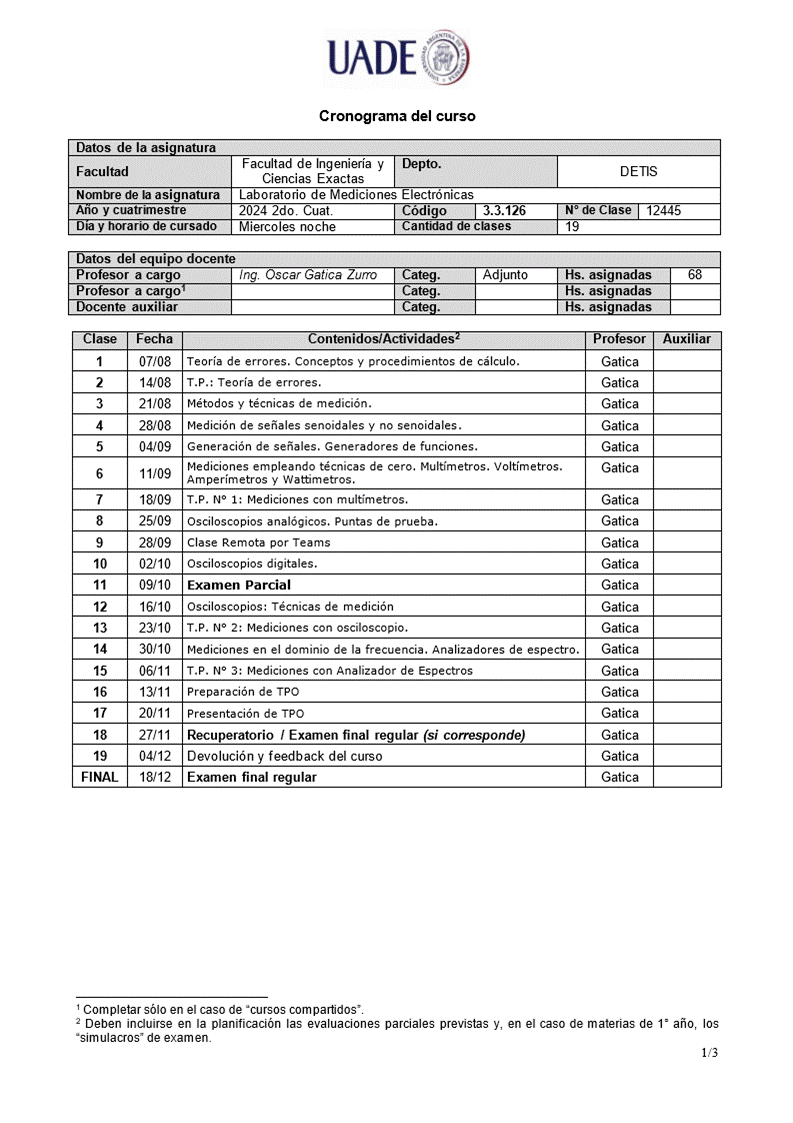 UADE
Cronograma del curso
Datos de la asignatura
Facultad Facultad de Ingeniería y Ciencias Exactas Depto. DETIS
Nombre de la asignatura Laboratorio de Mediciones Electrónicas
Año y cuatrimestre 2024 2do. Cuat. Código 3.3.126 N° de Clase 12445
Día y horario de cursado Miercoles noche Cantidad de clases 19
Datos del equipo docente
Profesor a cargo Ing. Oscar Gatica Zurro Categ. Adjunto Hs. asignadas 68
Profesor a cargo¹ Categ. Hs. asignadas
Docente auxiliar Categ. Hs. asignadas
Clase Fecha Contenidos/Actividades² Profesor Auxiliar
1 07/08 Teoría de errores. Conceptos y procedimientos de cálculo. Gatica
2 14/08 T.P.: Teoría de errores. Gatica
3 21/08 Métodos y técnicas de medición. Gatica
4 28/08 Medición de señales senoidales y no senoidales. Gatica
5 04/09 Generación de señales. Generadores de funciones. Gatica
6 11/09 Mediciones empleando técnicas de cero. Multímetros. Voltímetros. Gatica
Amperímetros y Wattimetros.
7 18/09 T.P. N° 1: Mediciones con multímetros. Gatica
8 25/09 Osciloscopios analógicos. Puntas de prueba. Gatica
9 28/09 Clase Remota por Teams Gatica
10 02/10 Osciloscopios digitales. Gatica
11 09/10 Examen Parcial Gatica
12 16/10 Osciloscopios: Técnicas de medición Gatica
13 23/10 T.P. N° 2: Mediciones con osciloscopio. Gatica
14 30/10 Mediciones en el dominio de la frecuencia. Analizadores de espectro. Gatica
15 06/11 T.P. N° 3: Mediciones con Analizador de Espectros Gatica
16 13/11 Preparación de TPO Gatica
17 20/11 Presentación de TPO Gatica
18 27/11 Recuperatorio / Examen final regular (si corresponde) Gatica
19 04/12 Devolución y feedback del curso Gatica
FINAL 18/12 Examen final regular Gatica
¹ Completar sólo en el caso de “cursos compartidos”.
² Deben incluirse en la planificación las evaluaciones parciales previstas y, en el caso de materias de 1° año, los
“simulacros” de examen.
1/3